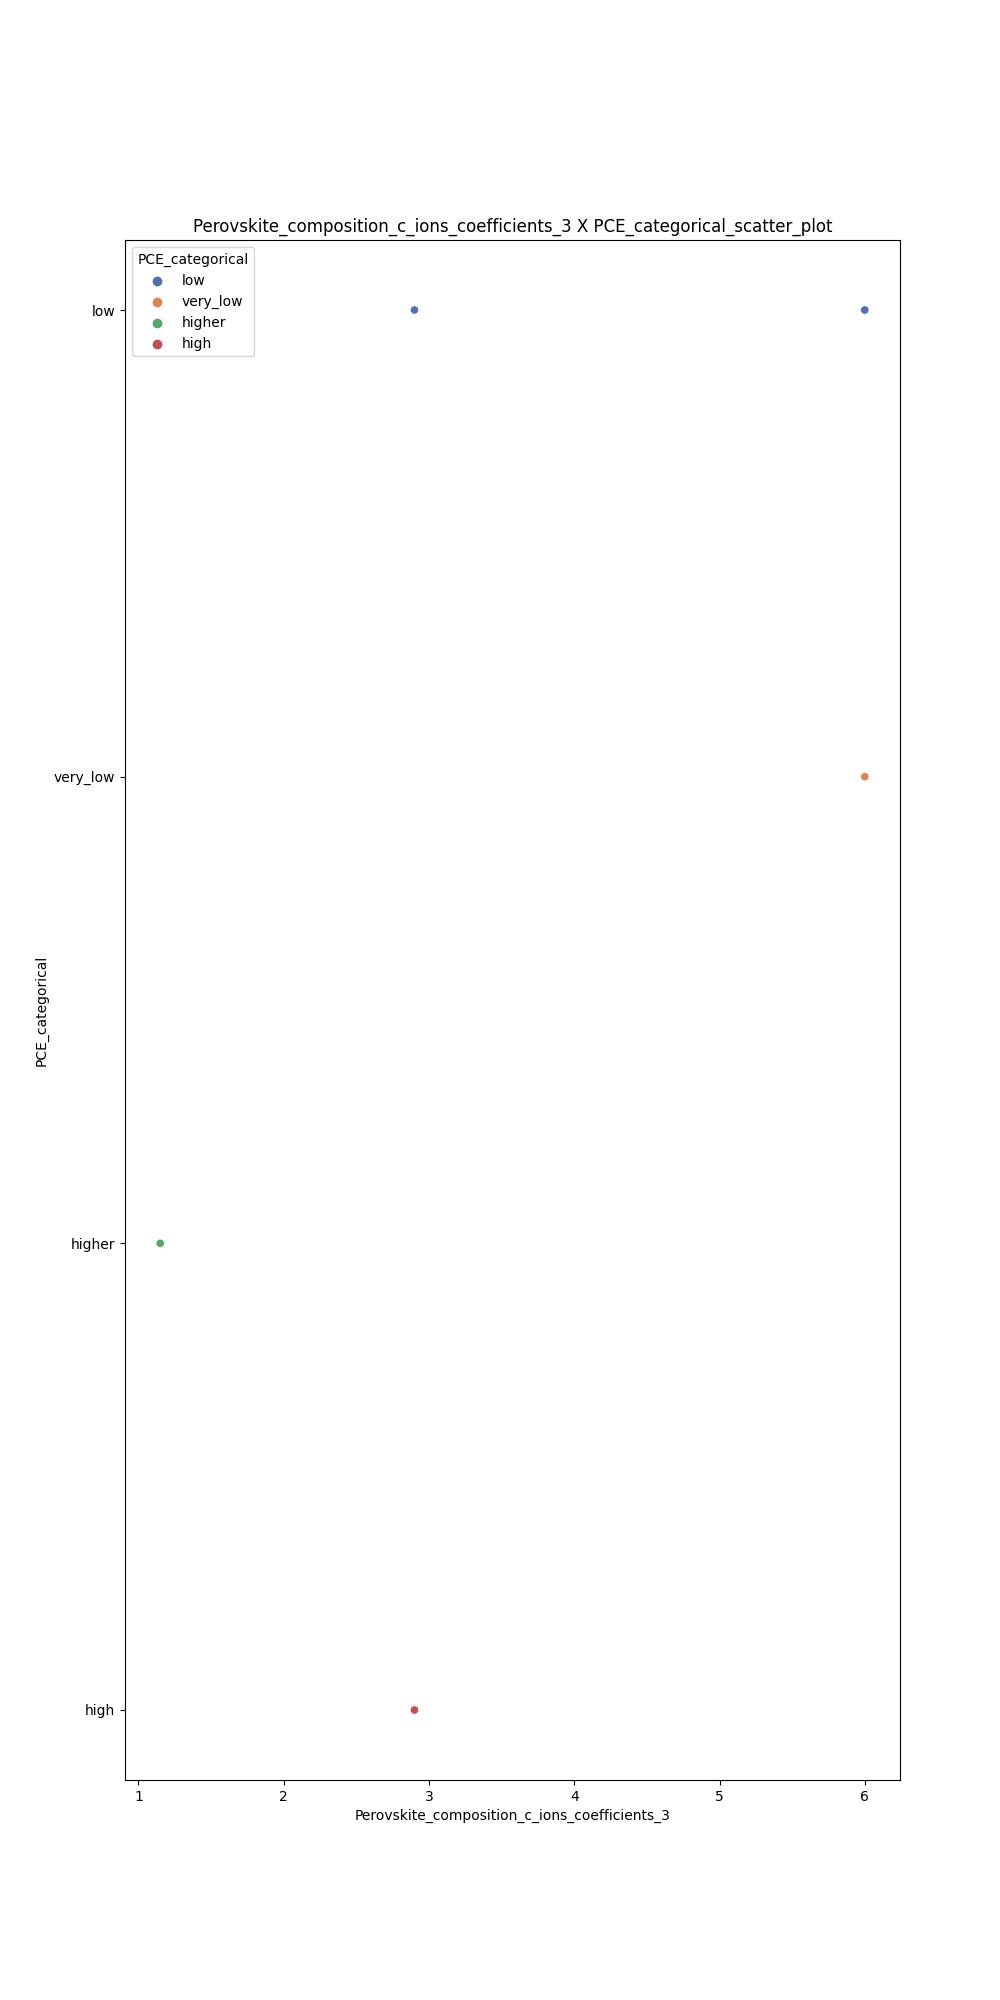 Perovskite_composition_c_ions_coefficients_3 X PCE_categorical_scatter_plot
PCE_categorical
low
very_low
higher
high
low
very_low
higher
high
PCE_categorical
1 2 3 4 5 6
Perovskite_composition_c_ions_coefficients_3